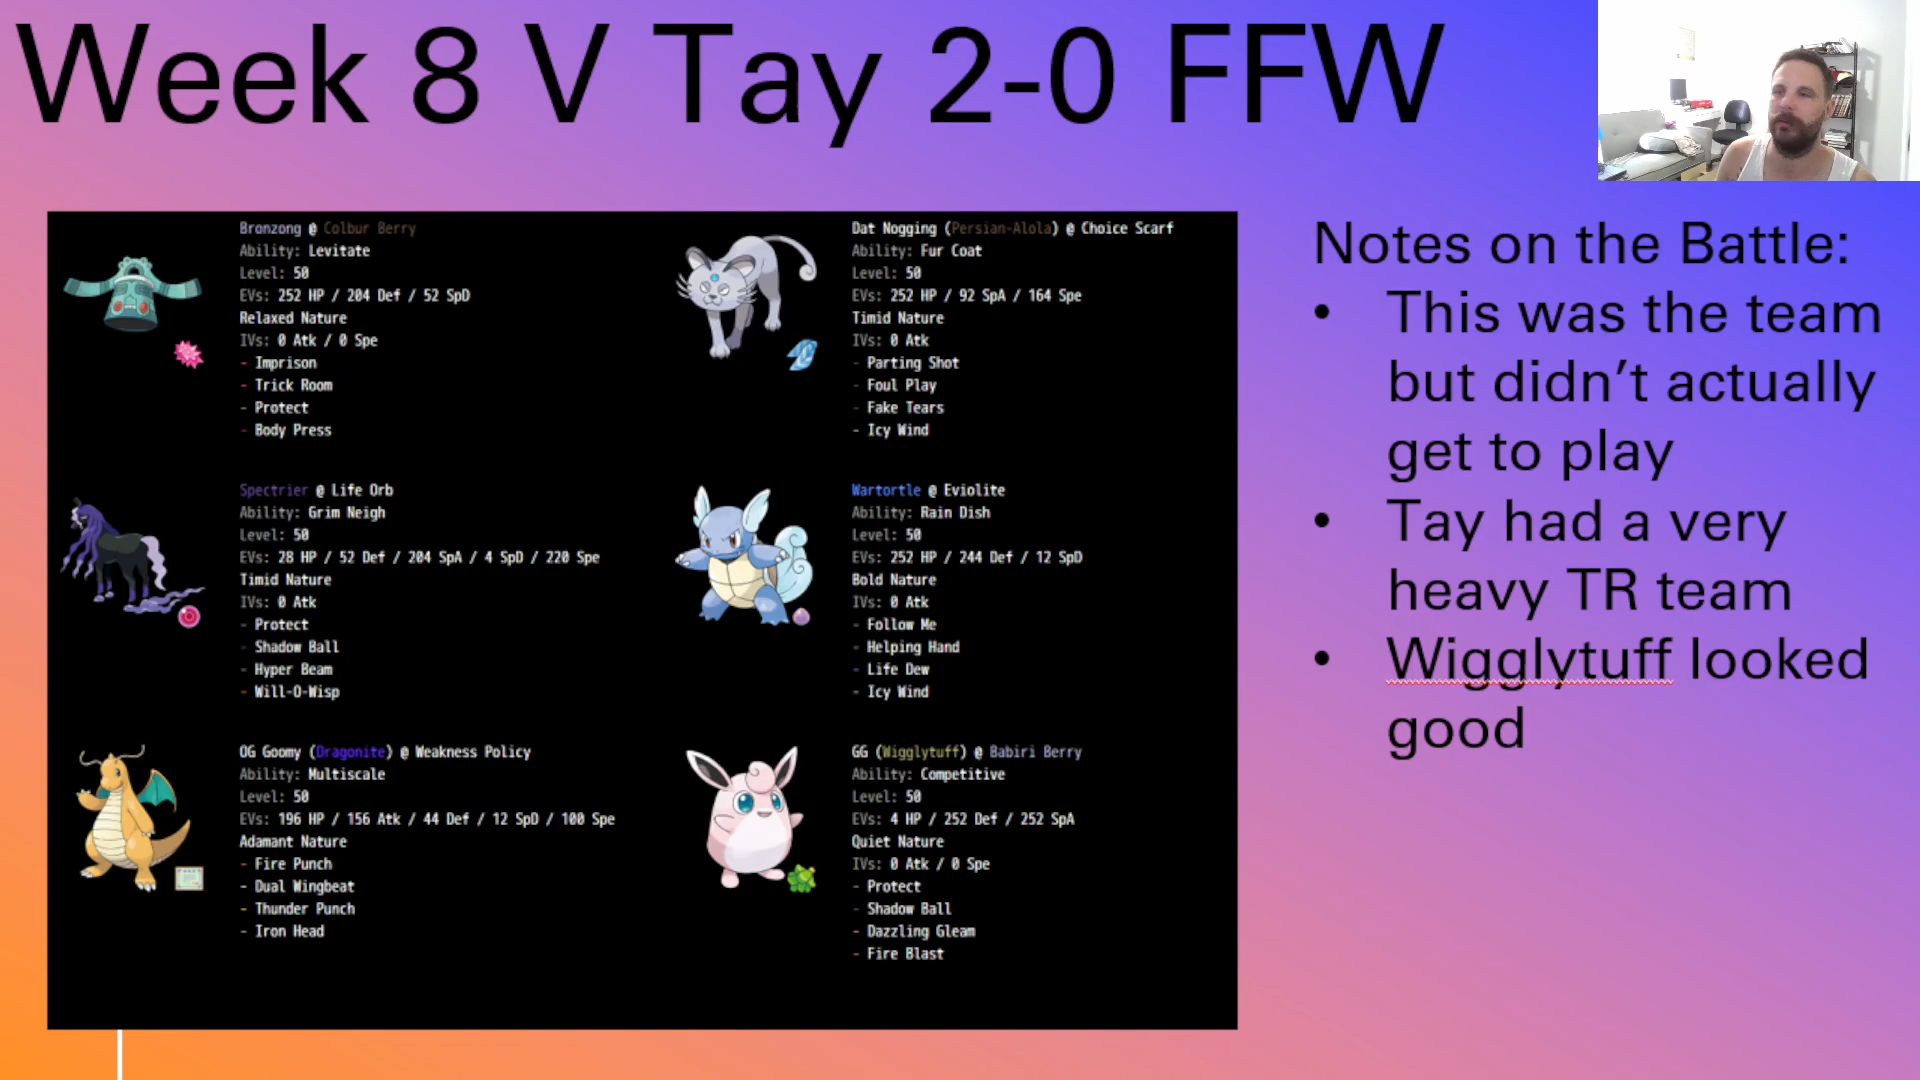 Week 8 V Tay 2-0 FFW
Bronzong @ Colbur Berry
Ability: Levitate
Level: 50
EVs: 252 HP / 204 Def / 52 SpD
Relaxed Nature
IVs: 0 Atk / 0 Spe
- Imprison
- Trick Room
- Protect
- Body Press
Dat Nogging (Persian-Alola) @ Choice Scarf
Ability: Fur Coat
Level: 50
EVs: 252 HP / 92 SpA / 164 Spe
Timid Nature
IVs: 0 Atk
- Parting Shot
- Foul Play
- Fake Tears
- Icy Wind
Spectrier @ Life Orb
Ability: Grim Neigh
Level: 50
EVs: 28 HP / 52 Def / 204 SpA / 4 SpD / 220 Spe
Timid Nature
IVs: 0 Atk
- Protect
- Shadow Ball
- Hyper Beam
- Will-O-Wisp
Wartortle @ Eviolite
Ability: Rain Dish
Level: 50
EVs: 252 HP / 244 Def / 12 SpD
Bold Nature
IVs: 0 Atk
- Follow Me
- Helping Hand
- Life Dew
- Icy Wind
OG Goomy (Dragonite) @ Weakness Policy
Ability: Multiscale
Level: 50
EVs: 196 HP / 156 Atk / 44 Def / 12 SpD / 100 Spe
Adamant Nature
- Fire Punch
- Dual Wingbeat
- Thunder Punch
- Iron Head
GG (Wigglytuff) @ Babiri Berry
Ability: Competitive
Level: 50
EVs: 4 HP / 252 Def / 252 SpA
Quiet Nature
IVs: 0 Atk / 0 Spe
- Protect
- Shadow Ball
- Dazzling Gleam
- Fire Blast
Notes on the Battle:
• This was the team
but didn't actually
get to play
• Tay had a very
heavy TR team
• Wigglytuff looked
good